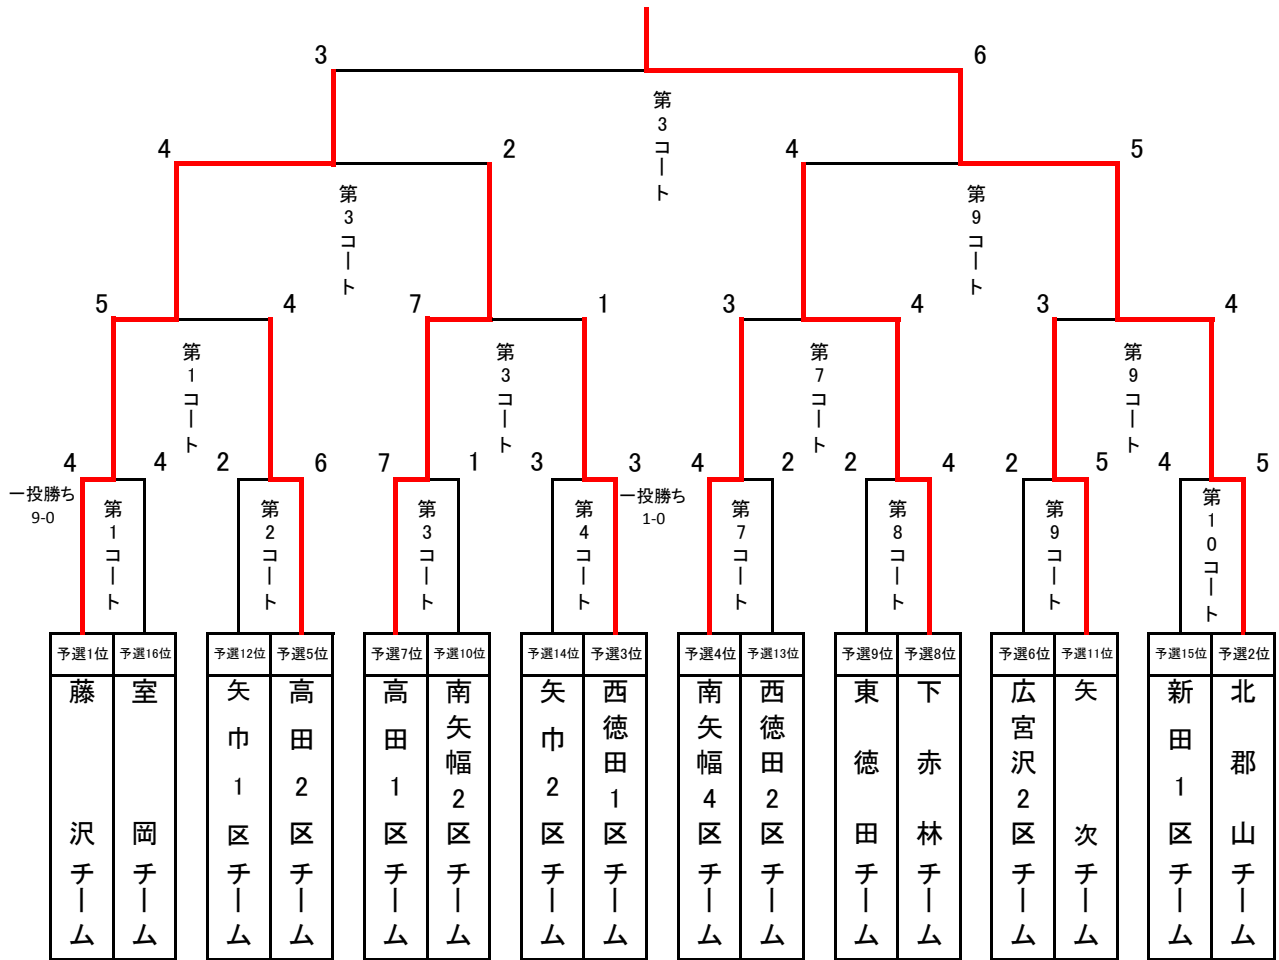 3
6
第3コート
4
2
4
5
第3コート
第9コート
5
4
7
1
3
4
3
4
第1コート
第3コート
第7コート
第9コート
4
4
2
6
7
1
3
3
4
2
2
4
2
5
4
5
一投勝ち
9-0
一投勝ち
1-0
第1コート
第2コート
第3コート
第4コート
第7コート
第8コート
第9コート
第10コート
予選1位
予選16位
予選12位
予選5位
予選7位
予選10位
予選14位
予選3位
予選4位
予選13位
予選9位
予選8位
予選6位
予選11位
予選15位
予選2位
藤沢チーム
室岡チーム
矢巾1区チーム
高田2区チーム
高田1区チーム
南矢幅2区チーム
矢巾2区チーム
西徳田1区チーム
南矢幅4区チーム
西徳田2区チーム
東徳田チーム
下赤林チーム
広宮沢2区チーム
矢次チーム
新田1区チーム
北郡山チーム